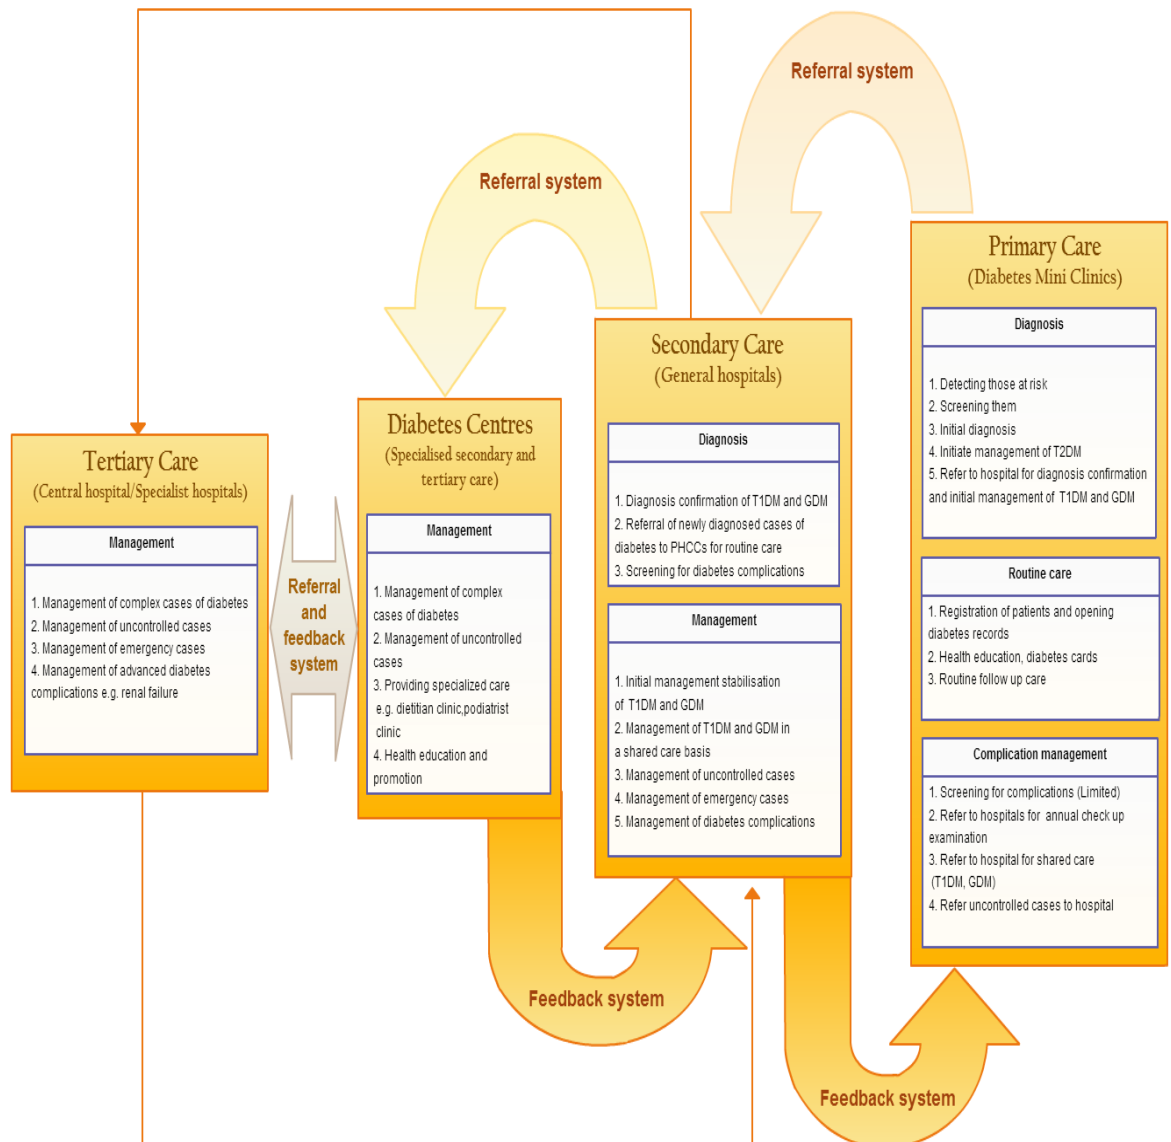 Referral system
Referral system
Primary Care
(Diabetes Mini Clinics)
Diagnosis
1. Detecting those at risk
2. Screening them
3. Initial diagnosis
4. Initiate management of T2DM
5. Refer to hospital for diagnosis confirmation
and initial management of T1DM and GDM
Routine care
1. Registration of patients and opening
diabetes records
2. Health education, diabetes cards
3. Routine follow up care
Complication management
1. Screening for complications (Limited)
2. Refer to hospitals for annual check up
examination
3. Refer to hospital for shared care
(T1DM, GDM)
4. Refer uncontrolled cases to hospital
Secondary Care
(General hospitals)
Diagnosis
1. Diagnosis confirmation of T1DM and GDM
2. Referral of newly diagnosed cases of
diabetes to PHCCs for routine care
3. Screening for diabetes complications
Management
1. Initial management stabilisation
of T1DM and GDM
2. Management of T1DM and GDM in
a shared care basis
3. Management of uncontrolled cases
4. Management of emergency cases
5. Management of diabetes complications
Diabetes Centres
(Specialised secondary and
tertiary care)
Management
1. Management of complex
cases of diabetes
2. Management of uncontrolled
cases
3. Providing specialized care
e.g. dietitian clinic,podiatrist
clinic
4. Health education and
promotion
Tertiary Care
(Central hospital/Specialist hospitals)
Management
1. Management of complex cases of diabetes
2. Management of uncontrolled cases
3. Management of emergency cases
4. Management of advanced diabetes
complications e.g. renal failure
Referral
and
feedback
system
Feedback system
Feedback system